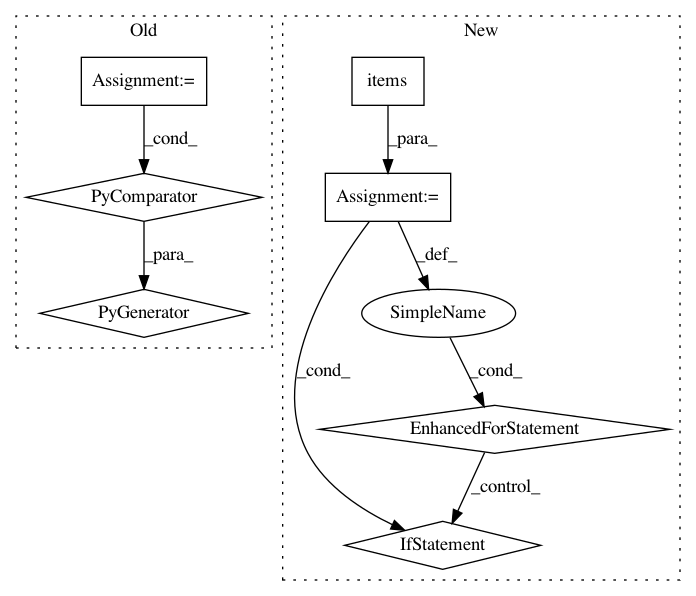 Old
New
Assignment:=
items
_cond_
_para_
PyComparator
Assignment:=
_para_
_def_
PyGenerator
SimpleName
_cond_
_cond_
EnhancedForStatement
_control_
IfStatement